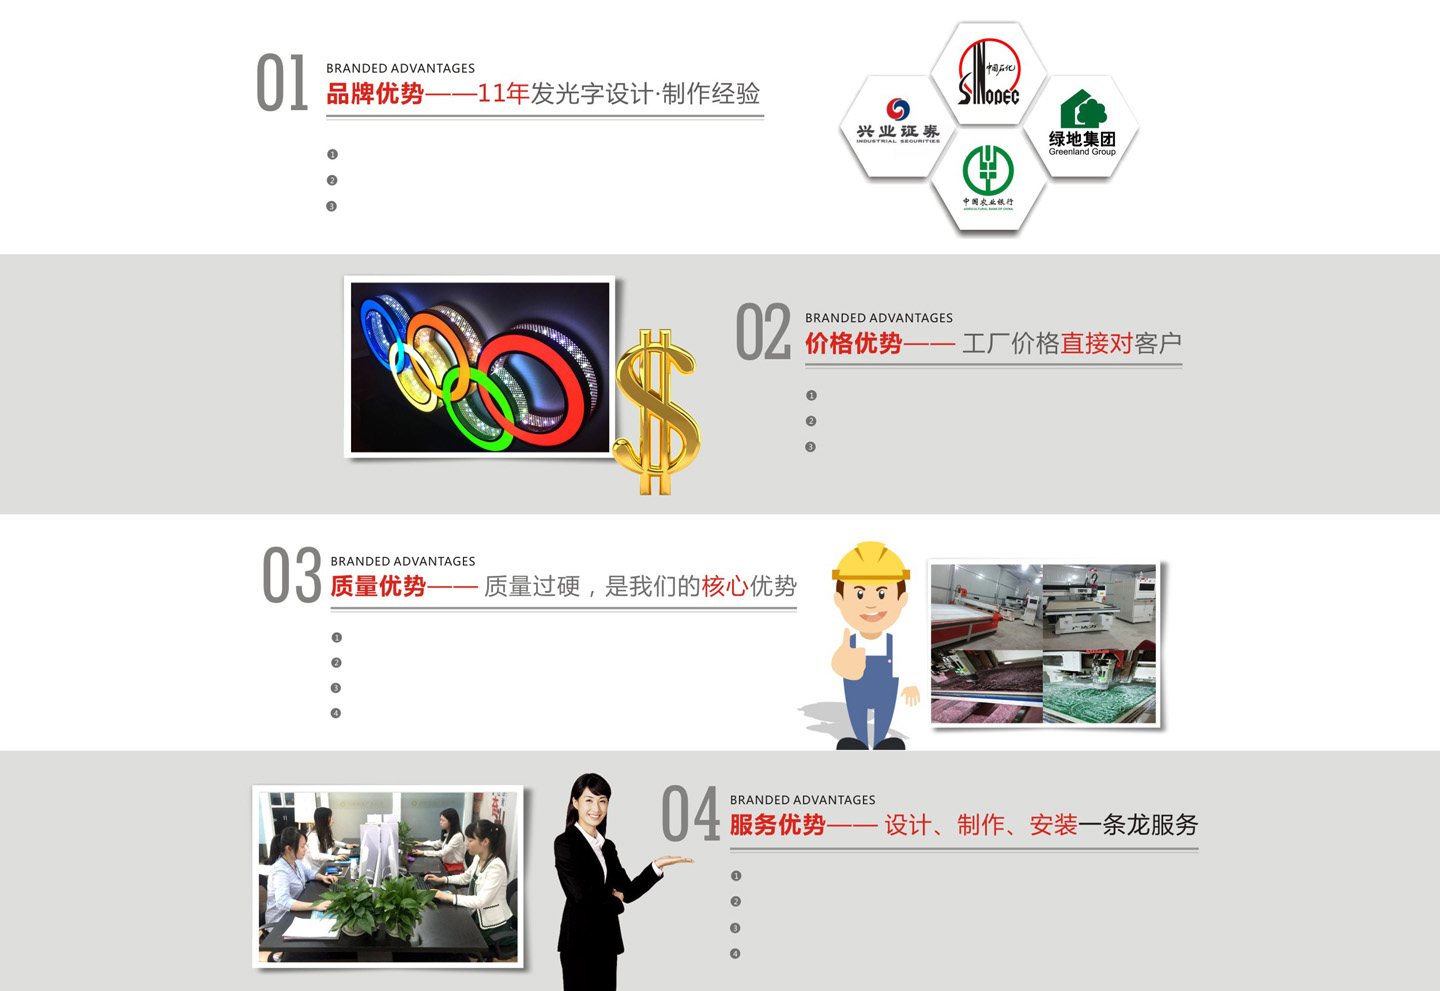 01
BRANDED ADVANTAGES
品牌优势——11年发光字设计·制作经验
1
2
3
SINOPEC
中国石化
兴业证券
INDUSTRIAL SECURITIES
绿地集团
Greenland Group
中国农业银行
AGRICULTURAL BANK OF CHINA
02
BRANDED ADVANTAGES
价格优势—— 工厂价格直接对客户
1
2
3
03
BRANDED ADVANTAGES
质量优势—— 质量过硬，是我们的核心优势
1
2
3
4
04
BRANDED ADVANTAGES
服务优势—— 设计、制作、安装一条龙服务
1
2
3
4